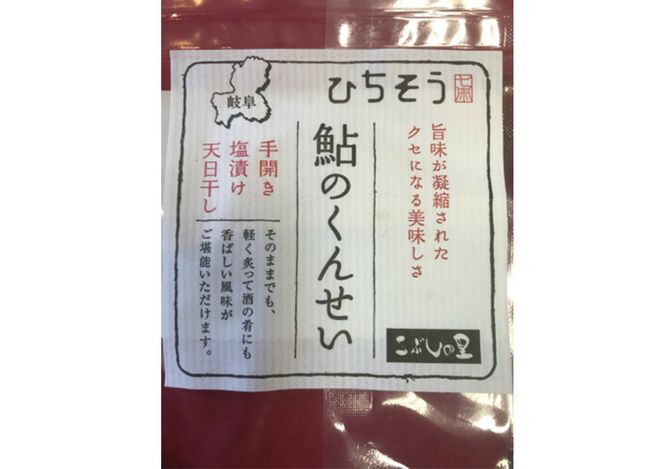 ひちそう
七宗
旨味が凝縮された
クセになる美味しさ
鮎のくんせい
岐阜
手開き
塩漬け
天日干し
そのままでも、
軽く炙って酒の肴にも
香ばしい風味が
ご堪能いただけます。
こぶしの里